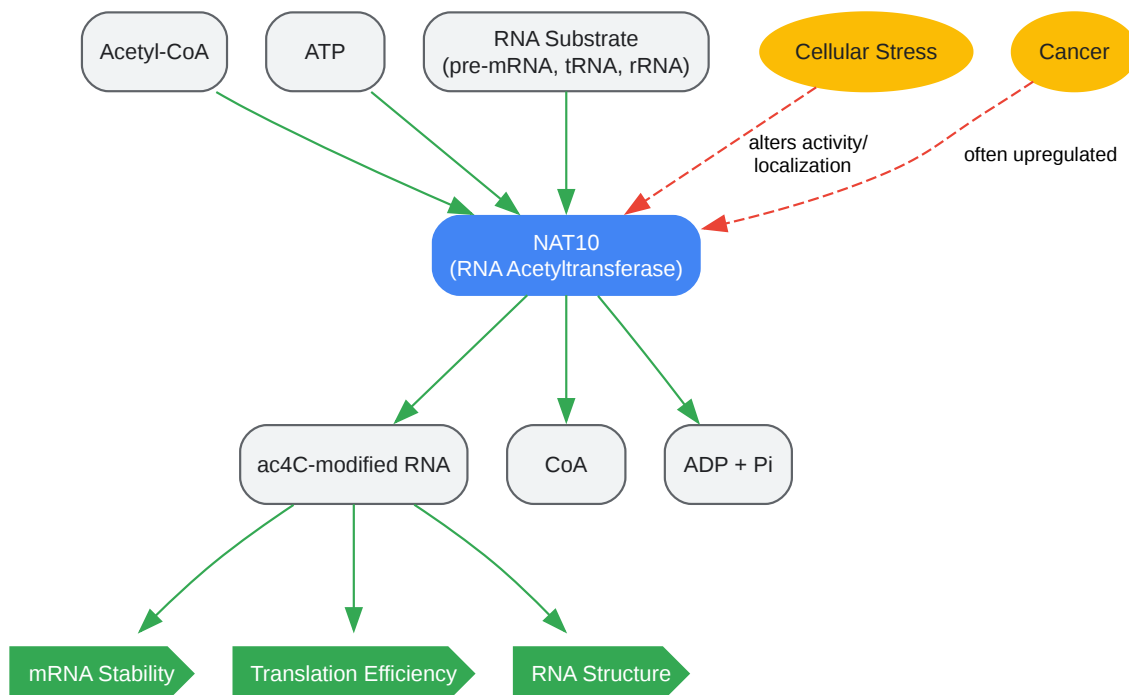 Acetyl-CoA
ATP
RNA Substrate
(pre-mRNA, tRNA, rRNA)
Cellular Stress
Cancer
alters activity/
localization
often upregulated
NAT10
(RNA Acetyltransferase)
ac4C-modified RNA
CoA
ADP + Pi
mRNA Stability
Translation Efficiency
RNA Structure